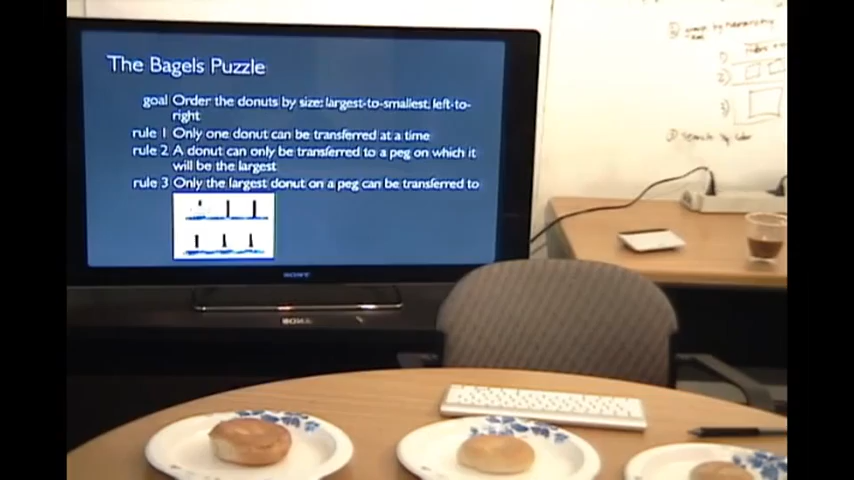 The Bagels Puzzle
goal Order the donuts by size: largest-to-smallest, left-to-
right
rule 1 Only one donut can be transferred at a time
rule 2 A donut can only be transferred to a peg on which it
will be the largest
rule 3 Only the largest donut on a peg can be transferred to
SONY